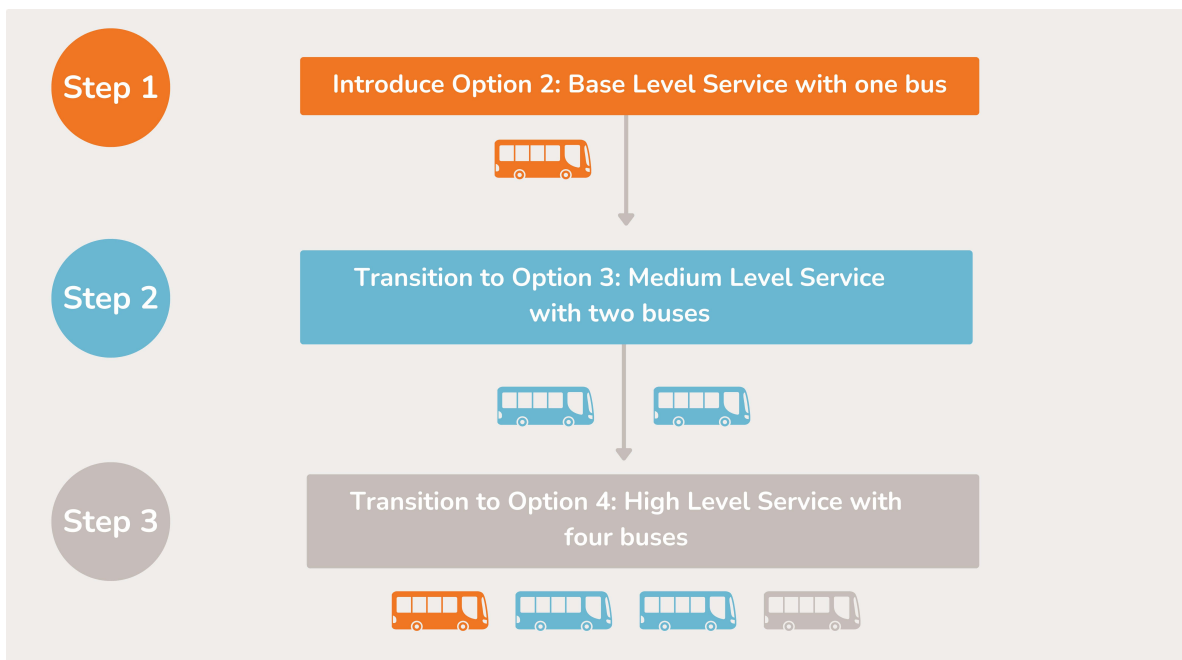 Step 1
Introduce Option 2: Base Level Service with one bus
Step 2
Transition to Option 3: Medium Level Service
with two buses
Step 3
Transition to Option 4: High Level Service with
four buses